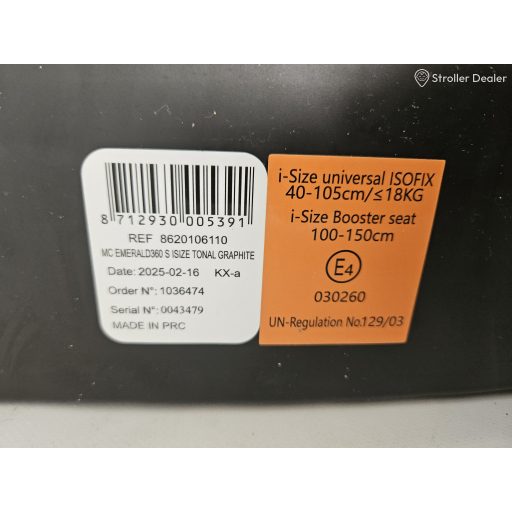 Stroller Dealer
8 712930 005391
REF 8620106110
MC EMERALD360 S ISIZE TONAL GRAPHITE
Date: 2025-02-16 KX-a
Order N°: 1036474
Serial N°: 0043479
MADE IN PRC
i-Size universal ISOFIX
40-105cm/≤18KG
i-Size Booster seat
100-150cm
E4
030260
UN-Regulation No.129/03